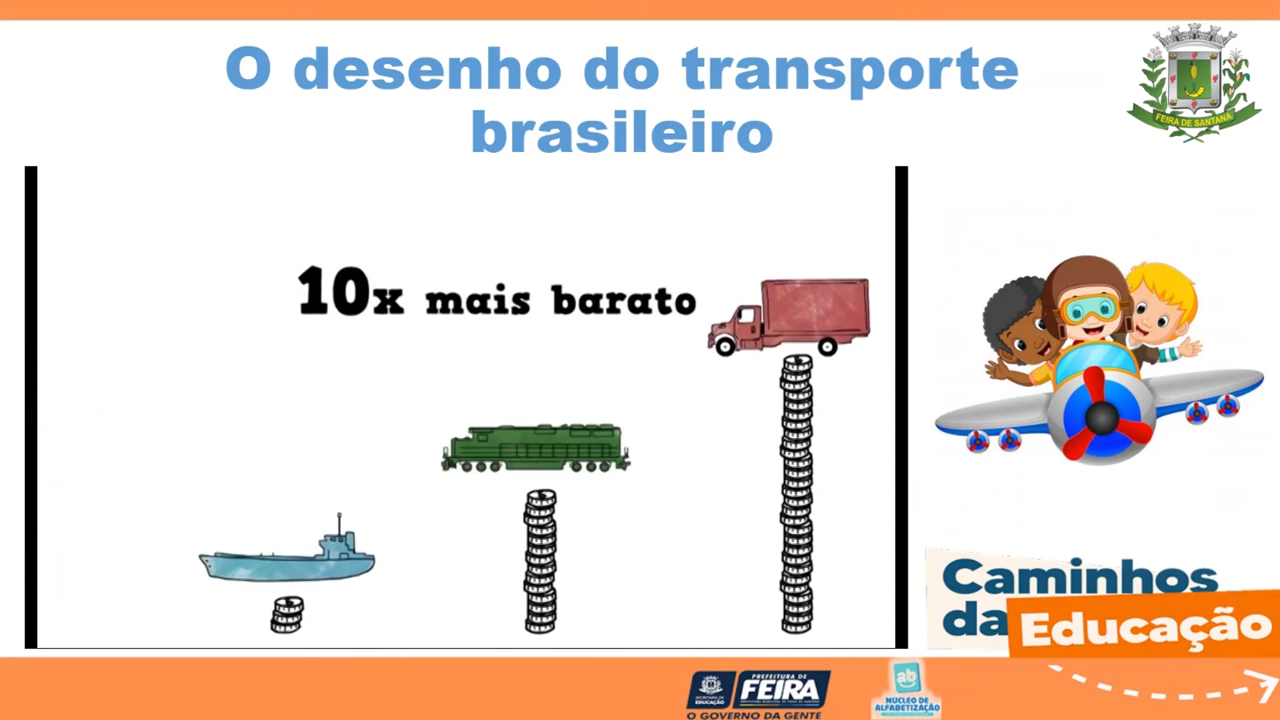 O desenho do transporte
brasileiro
FEIRA DE SANTANA
10x mais barato
Caminhos
da Educação
SECRETARIA DE
EDUCAÇÃO
PREFEITURA DE
FEIRA
O GOVERNO DA GENTE
ab
NÚCLEO DE
ALFABETIZAÇÃO